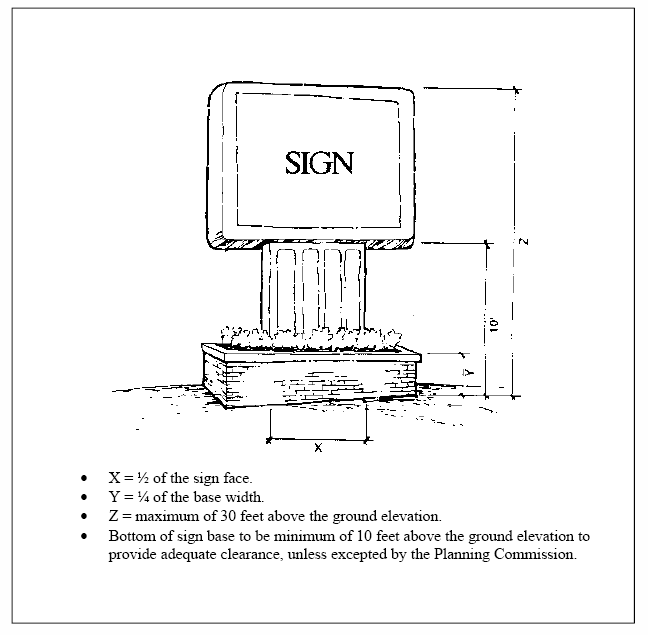 SIGN
Z
10'
Y
X
• X = ½ of the sign face.
• Y = ¼ of the base width.
• Z = maximum of 30 feet above the ground elevation.
• Bottom of sign base to be minimum of 10 feet above the ground elevation to
provide adequate clearance, unless excepted by the Planning Commission.